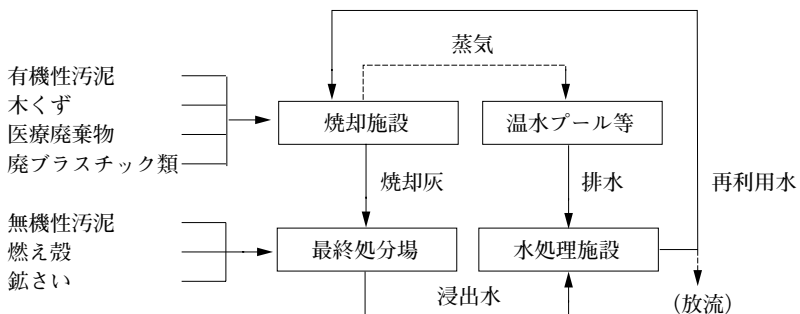 蒸気
有機性汚泥
木くず
医療廃棄物
廃プラスチック類
焼却施設
温水プール等
焼却灰
排水
再利用水
無機性汚泥
燃え殻
鉱さい
最終処分場
水処理施設
浸出水
(放流)